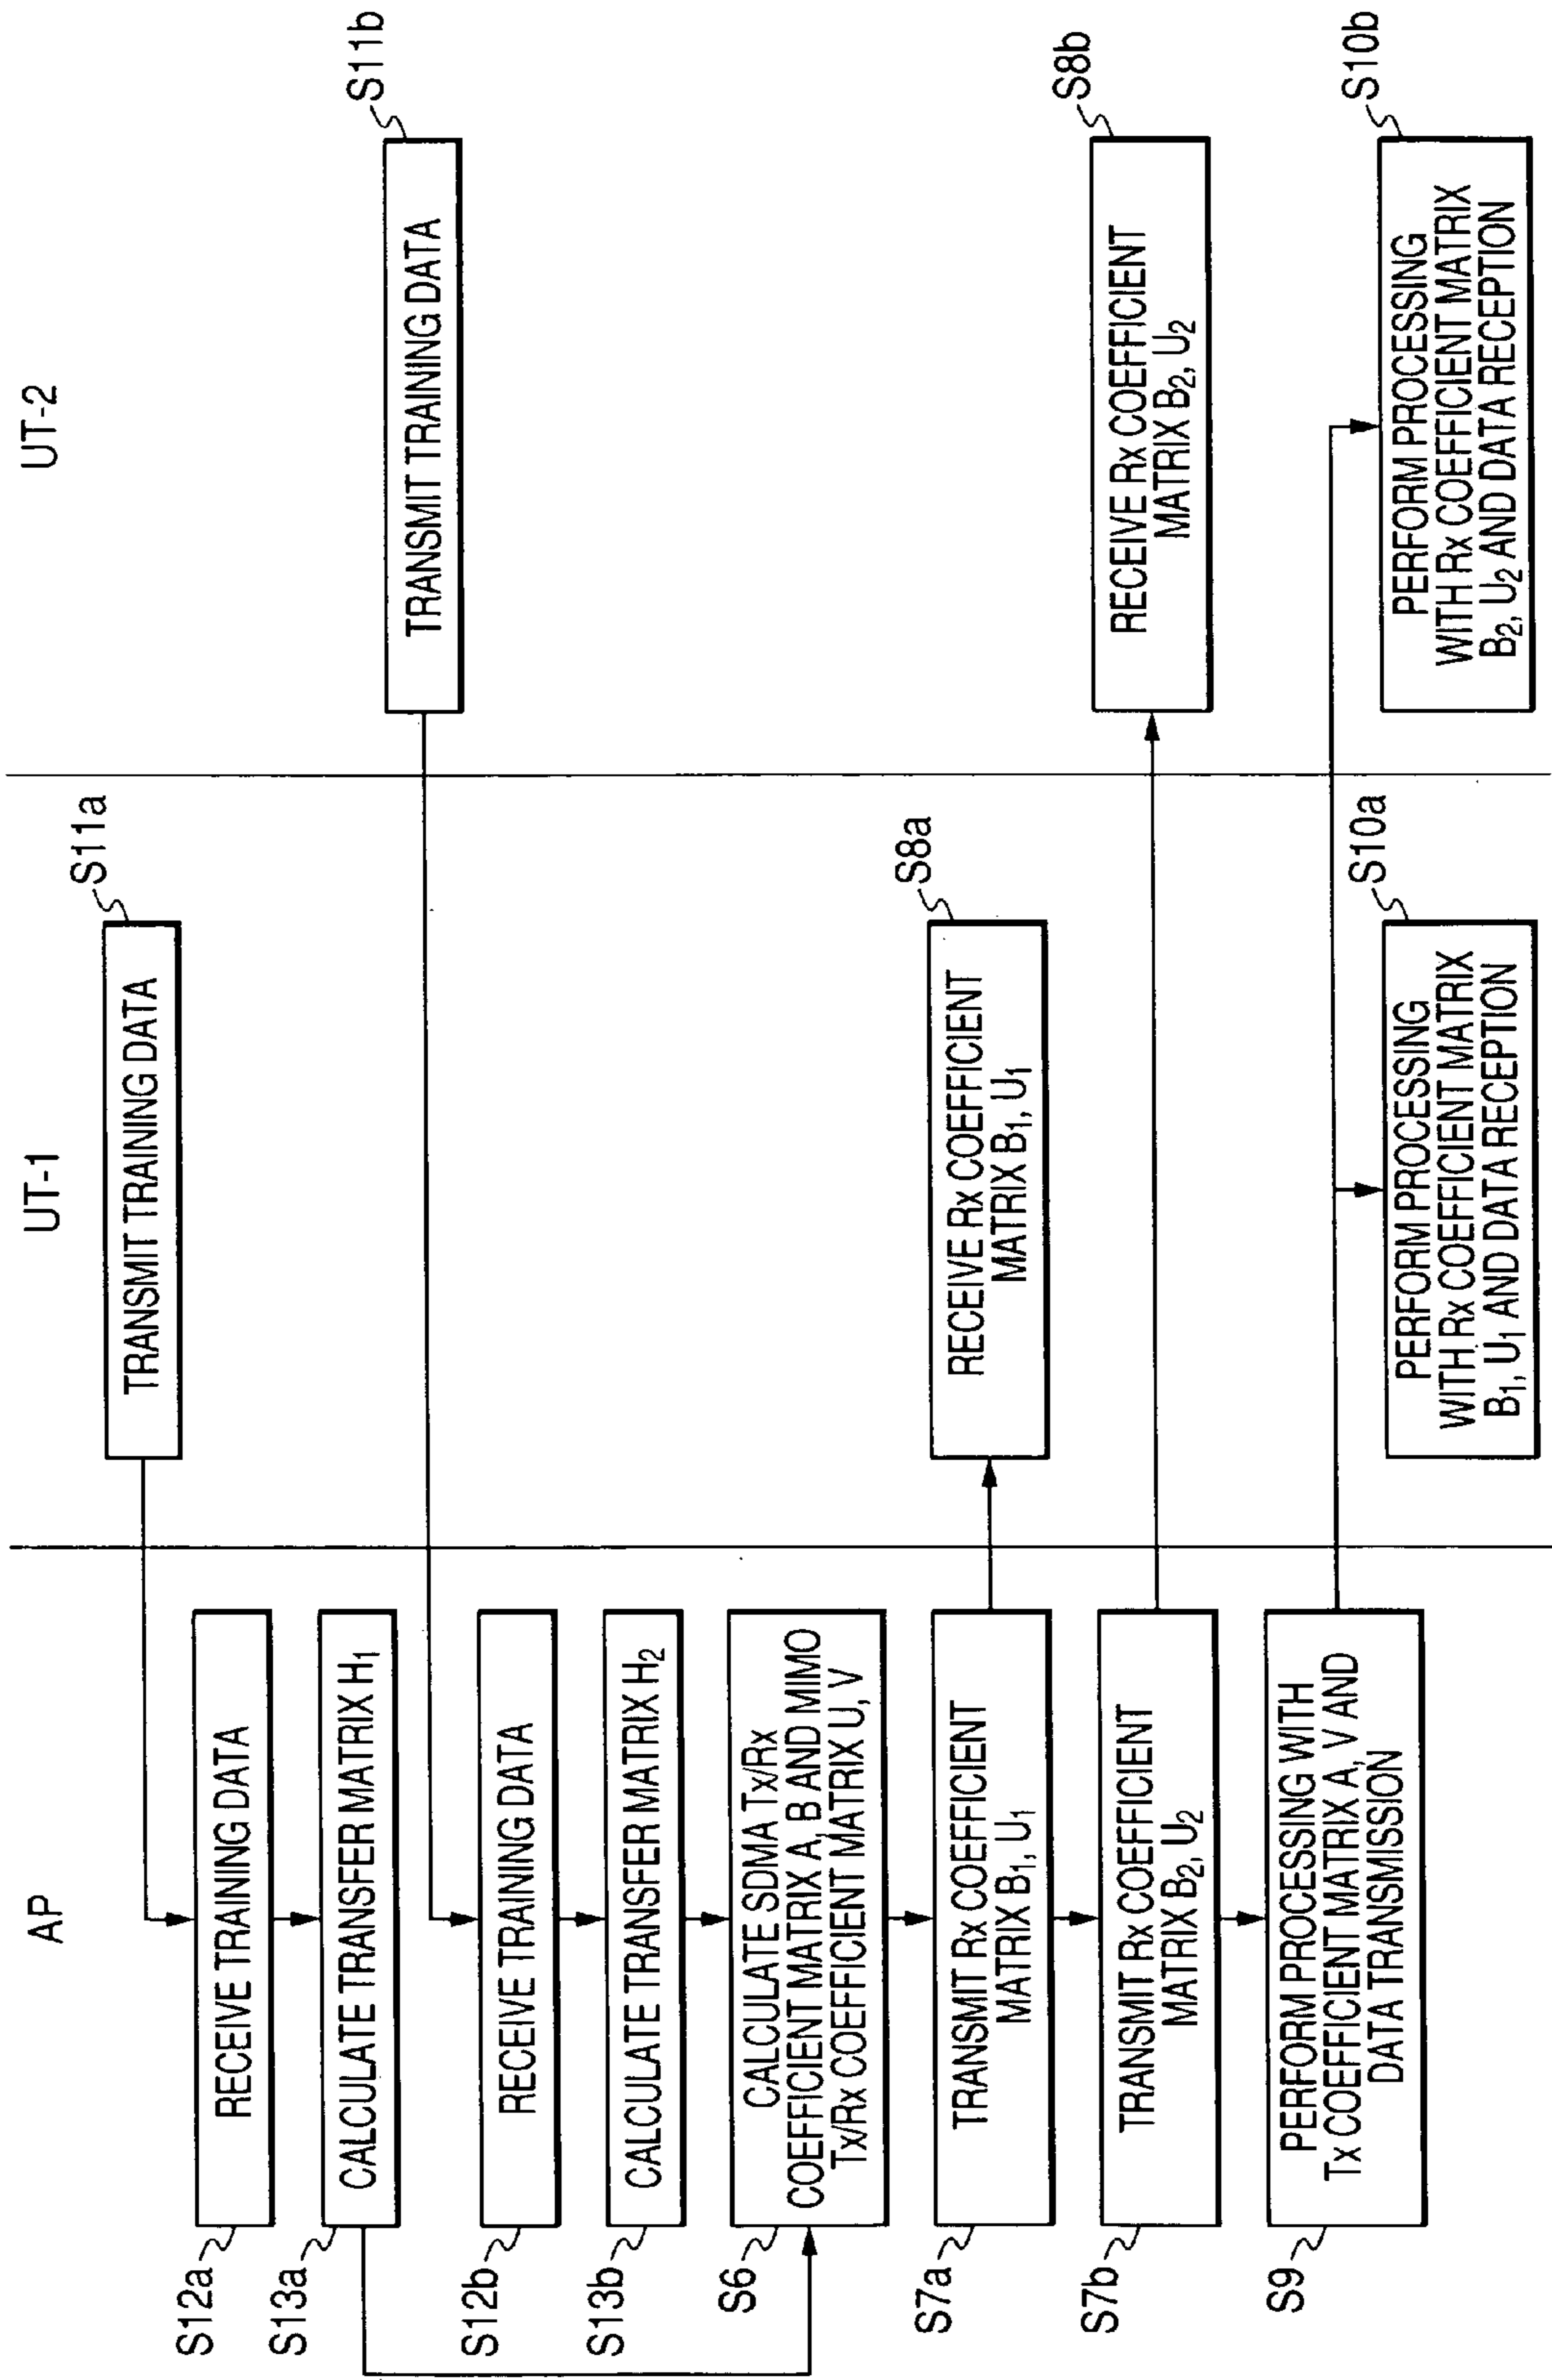 AP
UT-1
UT-2
S11a
TRANSMIT TRAINING DATA
S12a
RECEIVE TRAINING DATA
S13a
CALCULATE TRANSFER MATRIX H1
S11b
TRANSMIT TRAINING DATA
S12b
RECEIVE TRAINING DATA
S13b
CALCULATE TRANSFER MATRIX H2
S6
CALCULATE SDMA Tx/Rx
COEFFICIENT MATRIX A, B AND MIMO
Tx/Rx COEFFICIENT MATRIX U, V
S7a
TRANSMIT Rx COEFFICIENT
MATRIX B1, U1
S8a
RECEIVE Rx COEFFICIENT
MATRIX B1, U1
S7b
TRANSMIT Rx COEFFICIENT
MATRIX B2, U2
S8b
RECEIVE Rx COEFFICIENT
MATRIX B2, U2
S9
PERFORM PROCESSING WITH
Tx COEFFICIENT MATRIX A, V AND
DATA TRANSMISSION
S10a
PERFORM PROCESSING
WITH Rx COEFFICIENT MATRIX
B1, U1 AND DATA RECEPTION
S10b
PERFORM PROCESSING
WITH Rx COEFFICIENT MATRIX
B2, U2 AND DATA RECEPTION